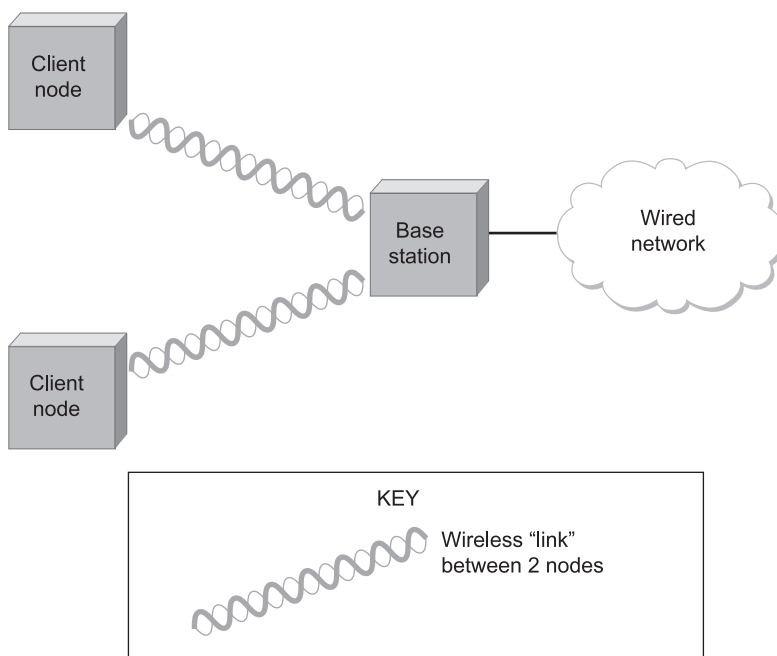 Client
node
Base
station
Wired
network
Client
node
KEY
Wireless “link”
between 2 nodes